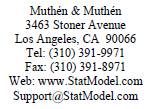 Muthén & Muthén
3463 Stoner Avenue
Los Angeles, CA  90066
Tel: (310) 391-9971
Fax: (310) 391-8971
Web: www.StatModel.com
Support@StatModel.com